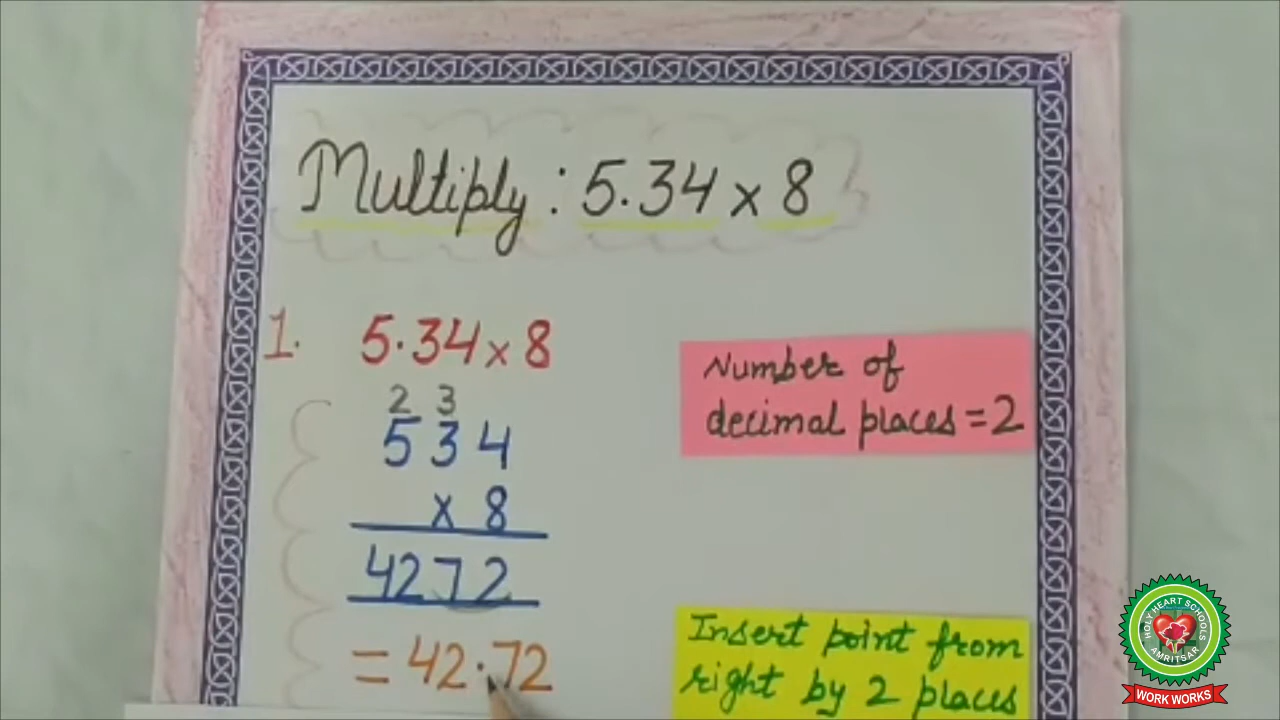 Multiply: 5.34 x 8
1. 5.34 x 8
2 3
534
x 8
4272
= 42.72
Number of
decimal places = 2
Insert point from
right by 2 places
HOLY HEART SCHOOLS
AMRITSAR
WORK WORKS